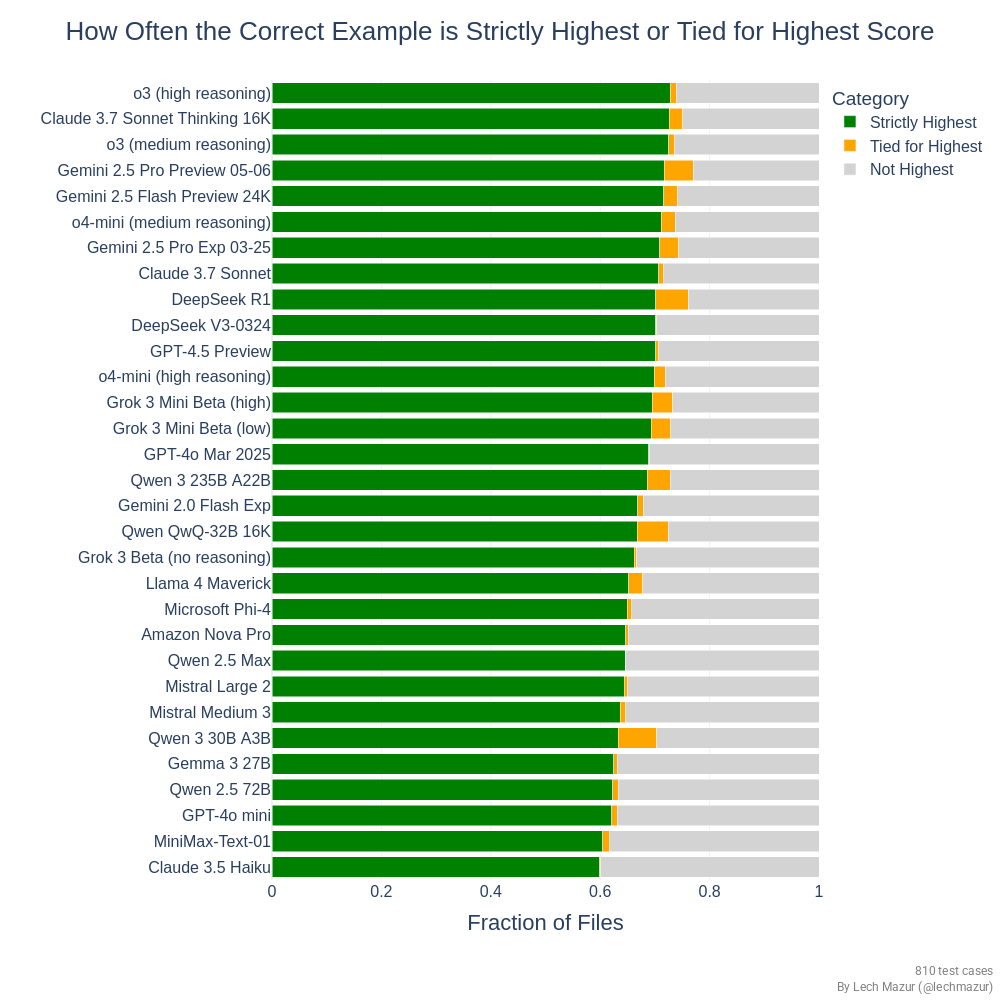 How Often the Correct Example is Strictly Highest or Tied for Highest Score
o3 (high reasoning)
Claude 3.7 Sonnet Thinking 16K
o3 (medium reasoning)
Gemini 2.5 Pro Preview 05-06
Gemini 2.5 Flash Preview 24K
o4-mini (medium reasoning)
Gemini 2.5 Pro Exp 03-25
Claude 3.7 Sonnet
DeepSeek R1
DeepSeek V3-0324
GPT-4.5 Preview
o4-mini (high reasoning)
Grok 3 Mini Beta (high)
Grok 3 Mini Beta (low)
GPT-4o Mar 2025
Qwen 3 235B A22B
Gemini 2.0 Flash Exp
Qwen QwQ-32B 16K
Grok 3 Beta (no reasoning)
Llama 4 Maverick
Microsoft Phi-4
Amazon Nova Pro
Qwen 2.5 Max
Mistral Large 2
Mistral Medium 3
Qwen 3 30B A3B
Gemma 3 27B
Qwen 2.5 72B
GPT-4o mini
MiniMax-Text-01
Claude 3.5 Haiku
0 0.2 0.4 0.6 0.8 1
Fraction of Files
Category
Strictly Highest
Tied for Highest
Not Highest
810 test cases
By Lech Mazur (@lechmazur)